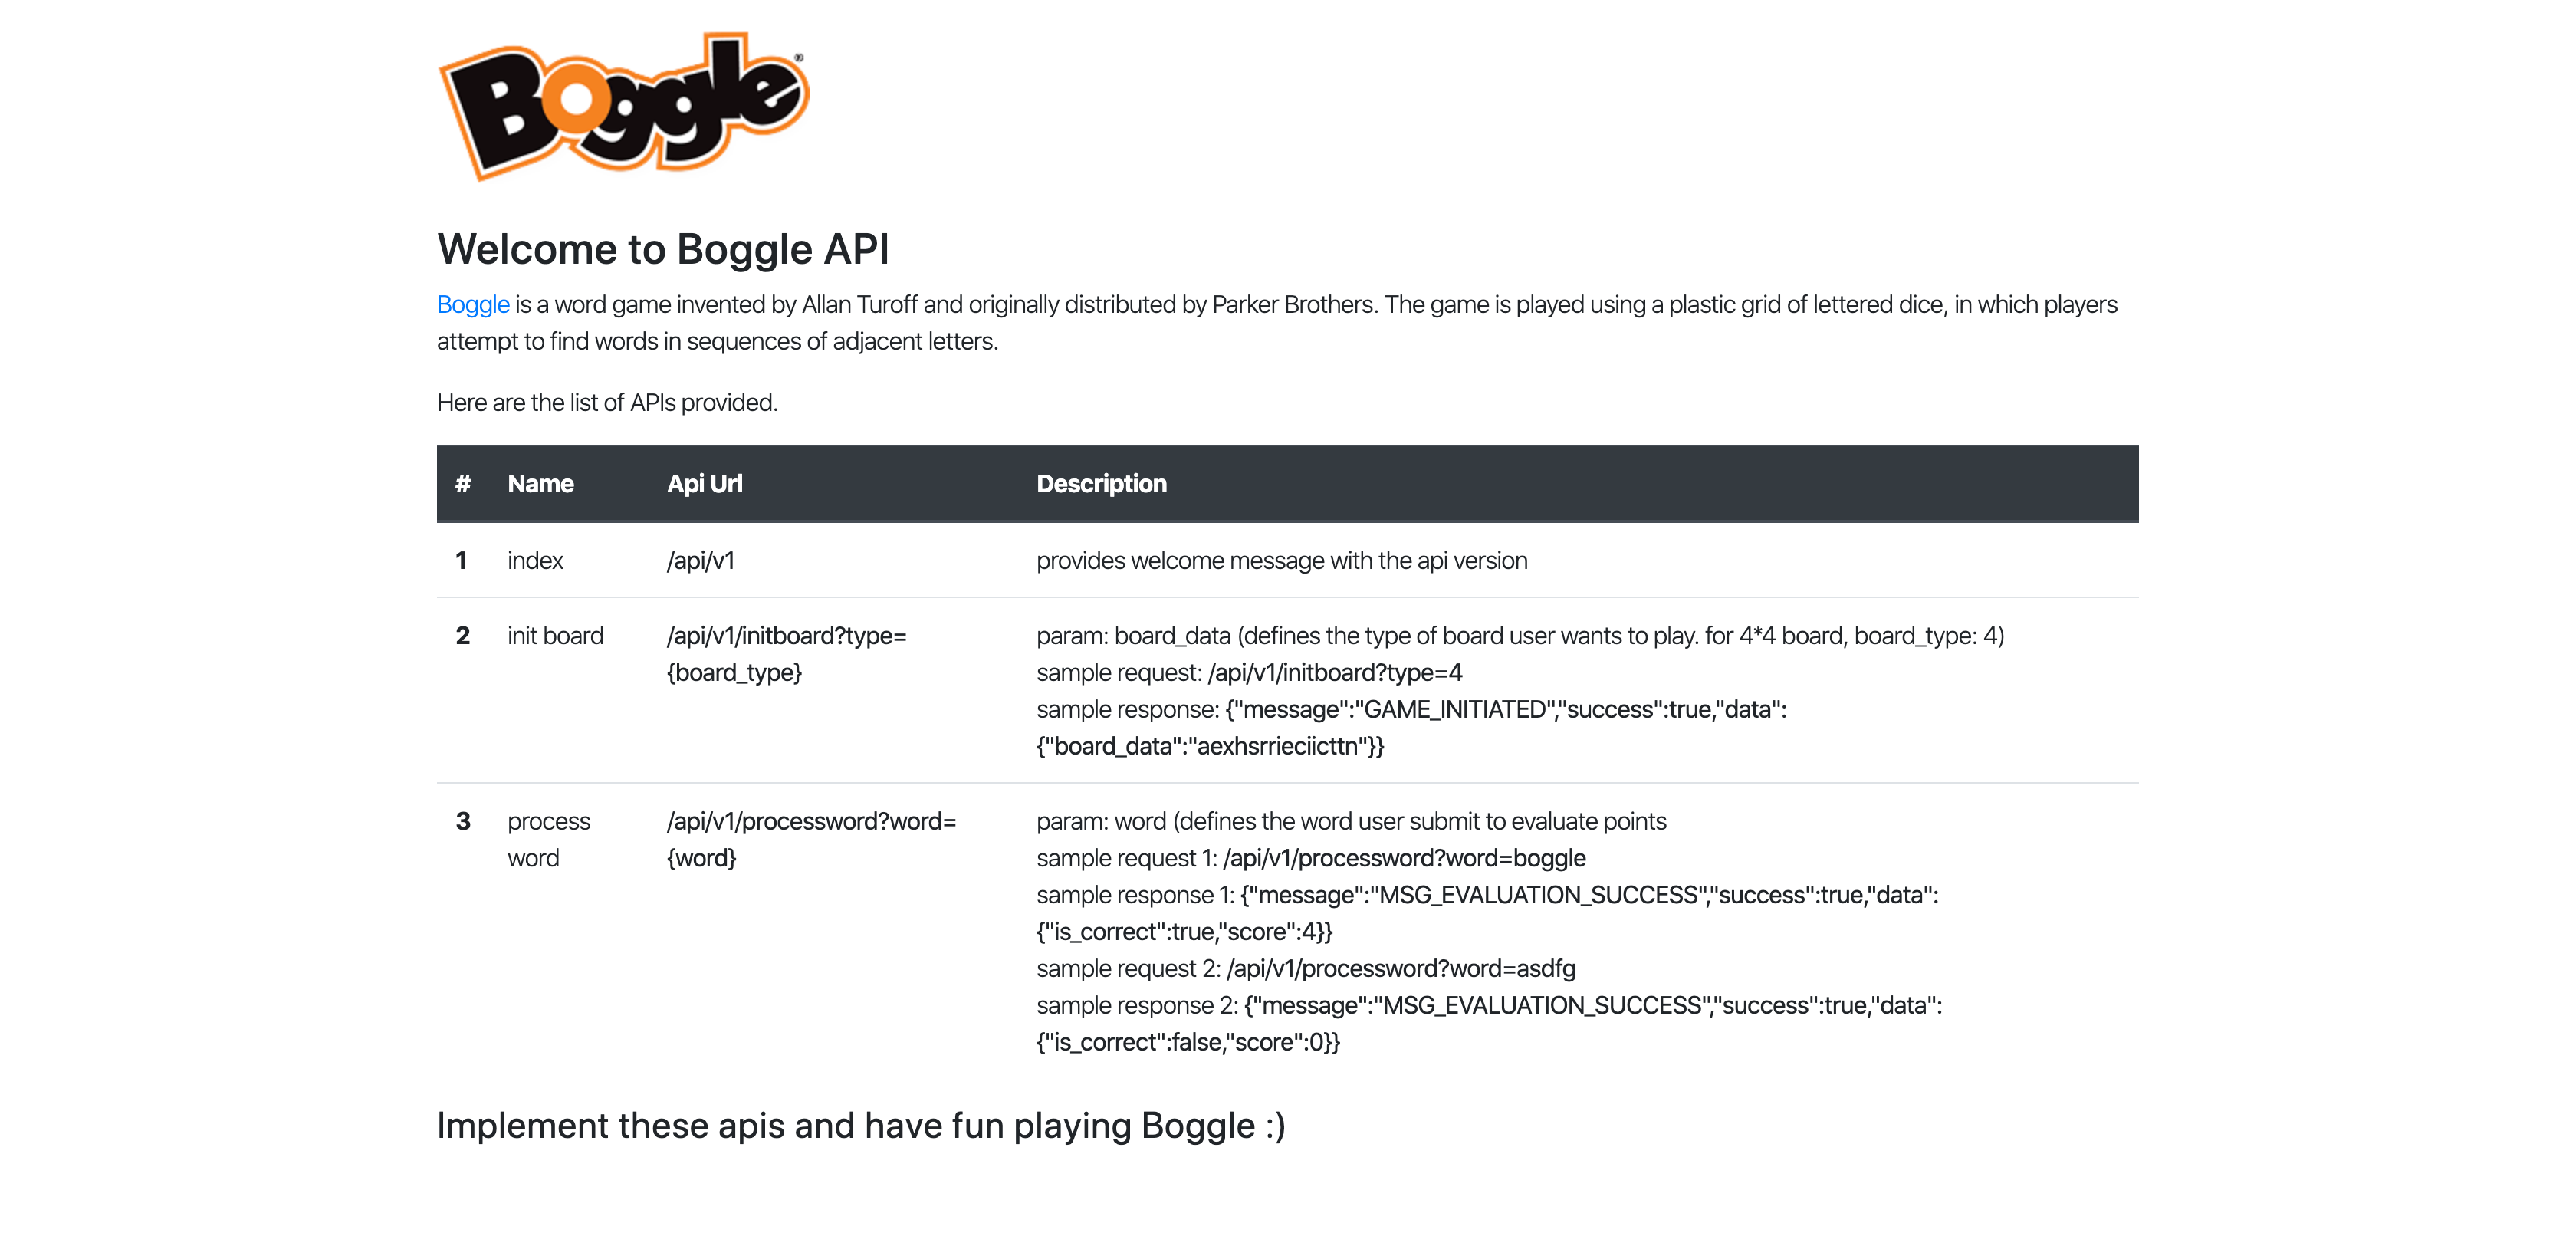 Boggle®
Welcome to Boggle API
Boggle is a word game invented by Allan Turoff and originally distributed by Parker Brothers. The game is played using a plastic grid of lettered dice, in which players
attempt to find words in sequences of adjacent letters.
Here are the list of APIs provided.
# Name Api Url Description
1 index /api/v1 provides welcome message with the api version
2 init board /api/v1/initboard?type= param: board_data (defines the type of board user wants to play. for 4*4 board, board_type: 4)
{board_type} sample request: /api/v1/initboard?type=4
sample response: {"message":"GAME_INITIATED","success":true,"data":
{"board_data":"aexhsrrieciicttn"}}
3 process /api/v1/processword?word= param: word (defines the word user submit to evaluate points
word {word} sample request 1: /api/v1/processword?word=boggle
sample response 1: {"message":"MSG_EVALUATION_SUCCESS","success":true,"data":
{"is_correct":true,"score":4}}
sample request 2: /api/v1/processword?word=asdfg
sample response 2: {"message":"MSG_EVALUATION_SUCCESS","success":true,"data":
{"is_correct":false,"score":0}}
Implement these apis and have fun playing Boggle :)